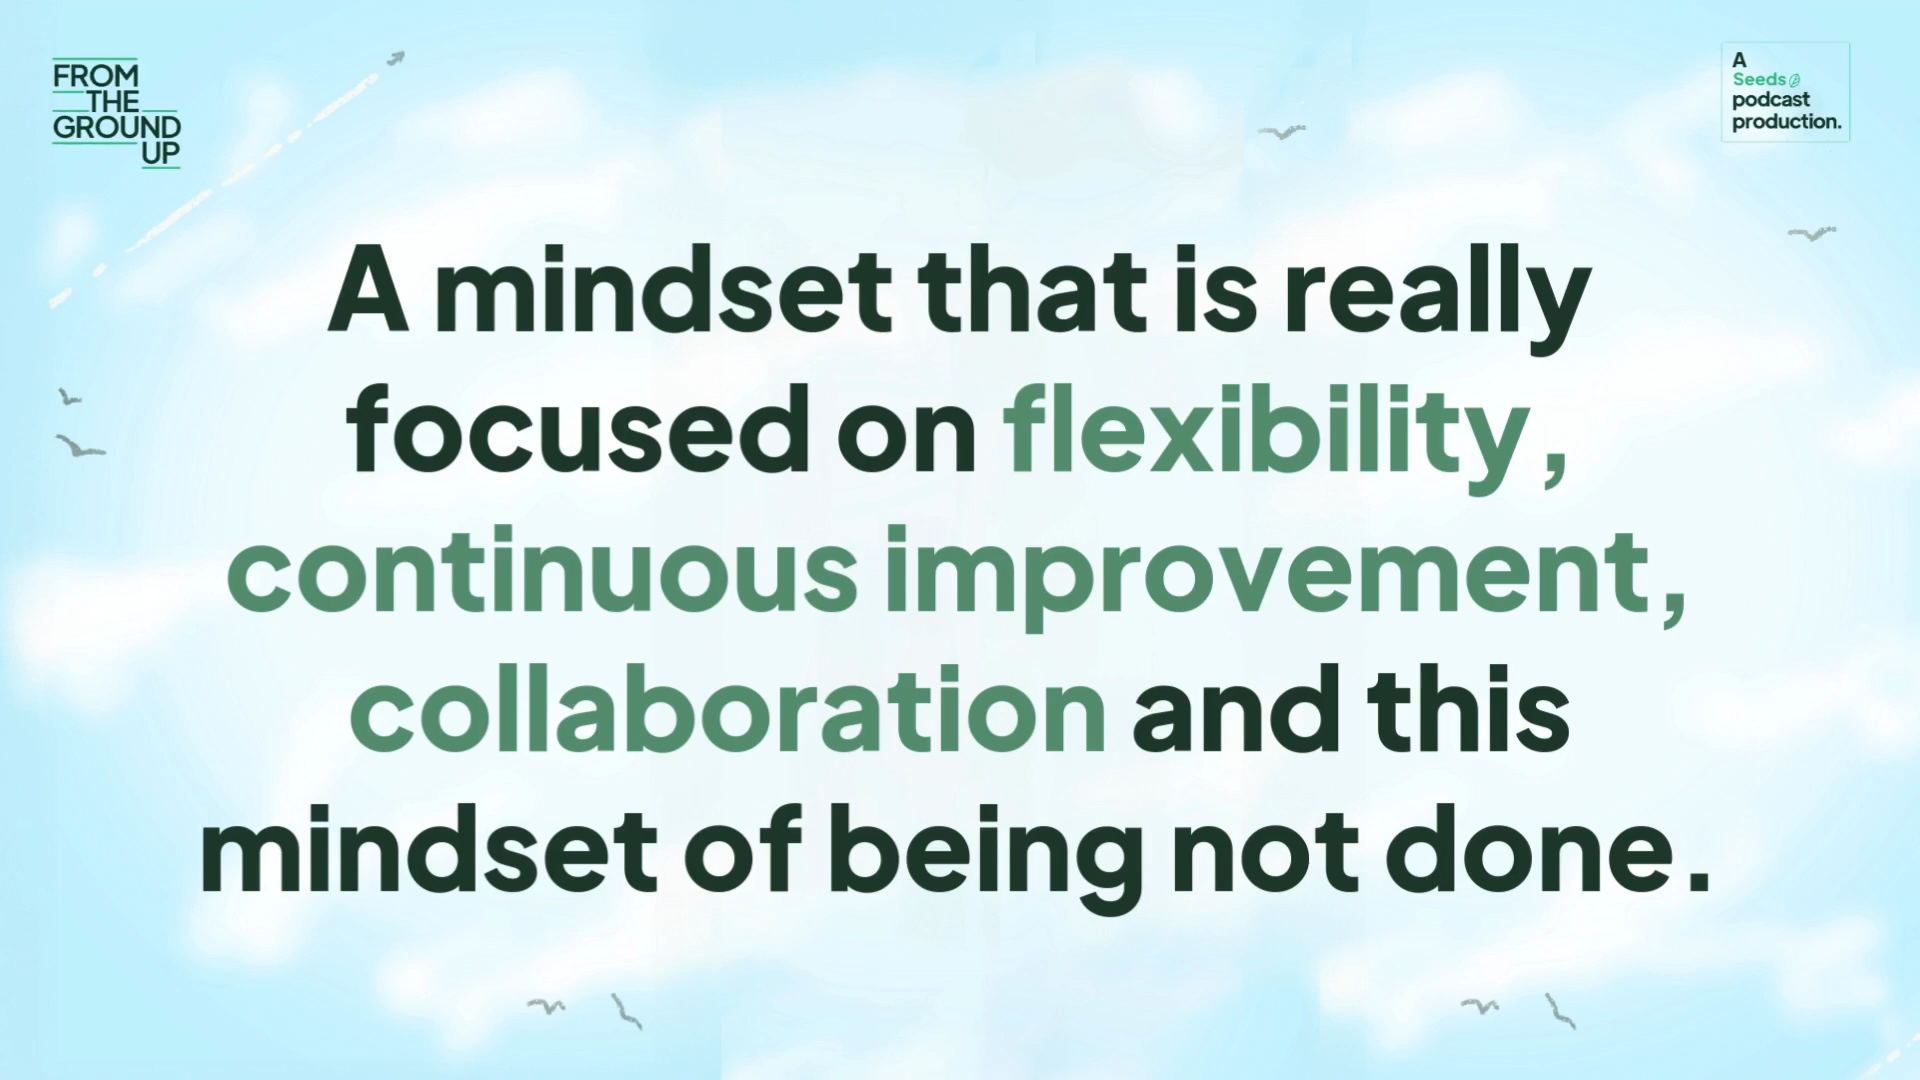 FROM
THE
GROUND
UP
A
Seeds
podcast
production.
A mindset that is really
focused on flexibility,
continuous improvement,
collaboration and this
mindset of being not done.